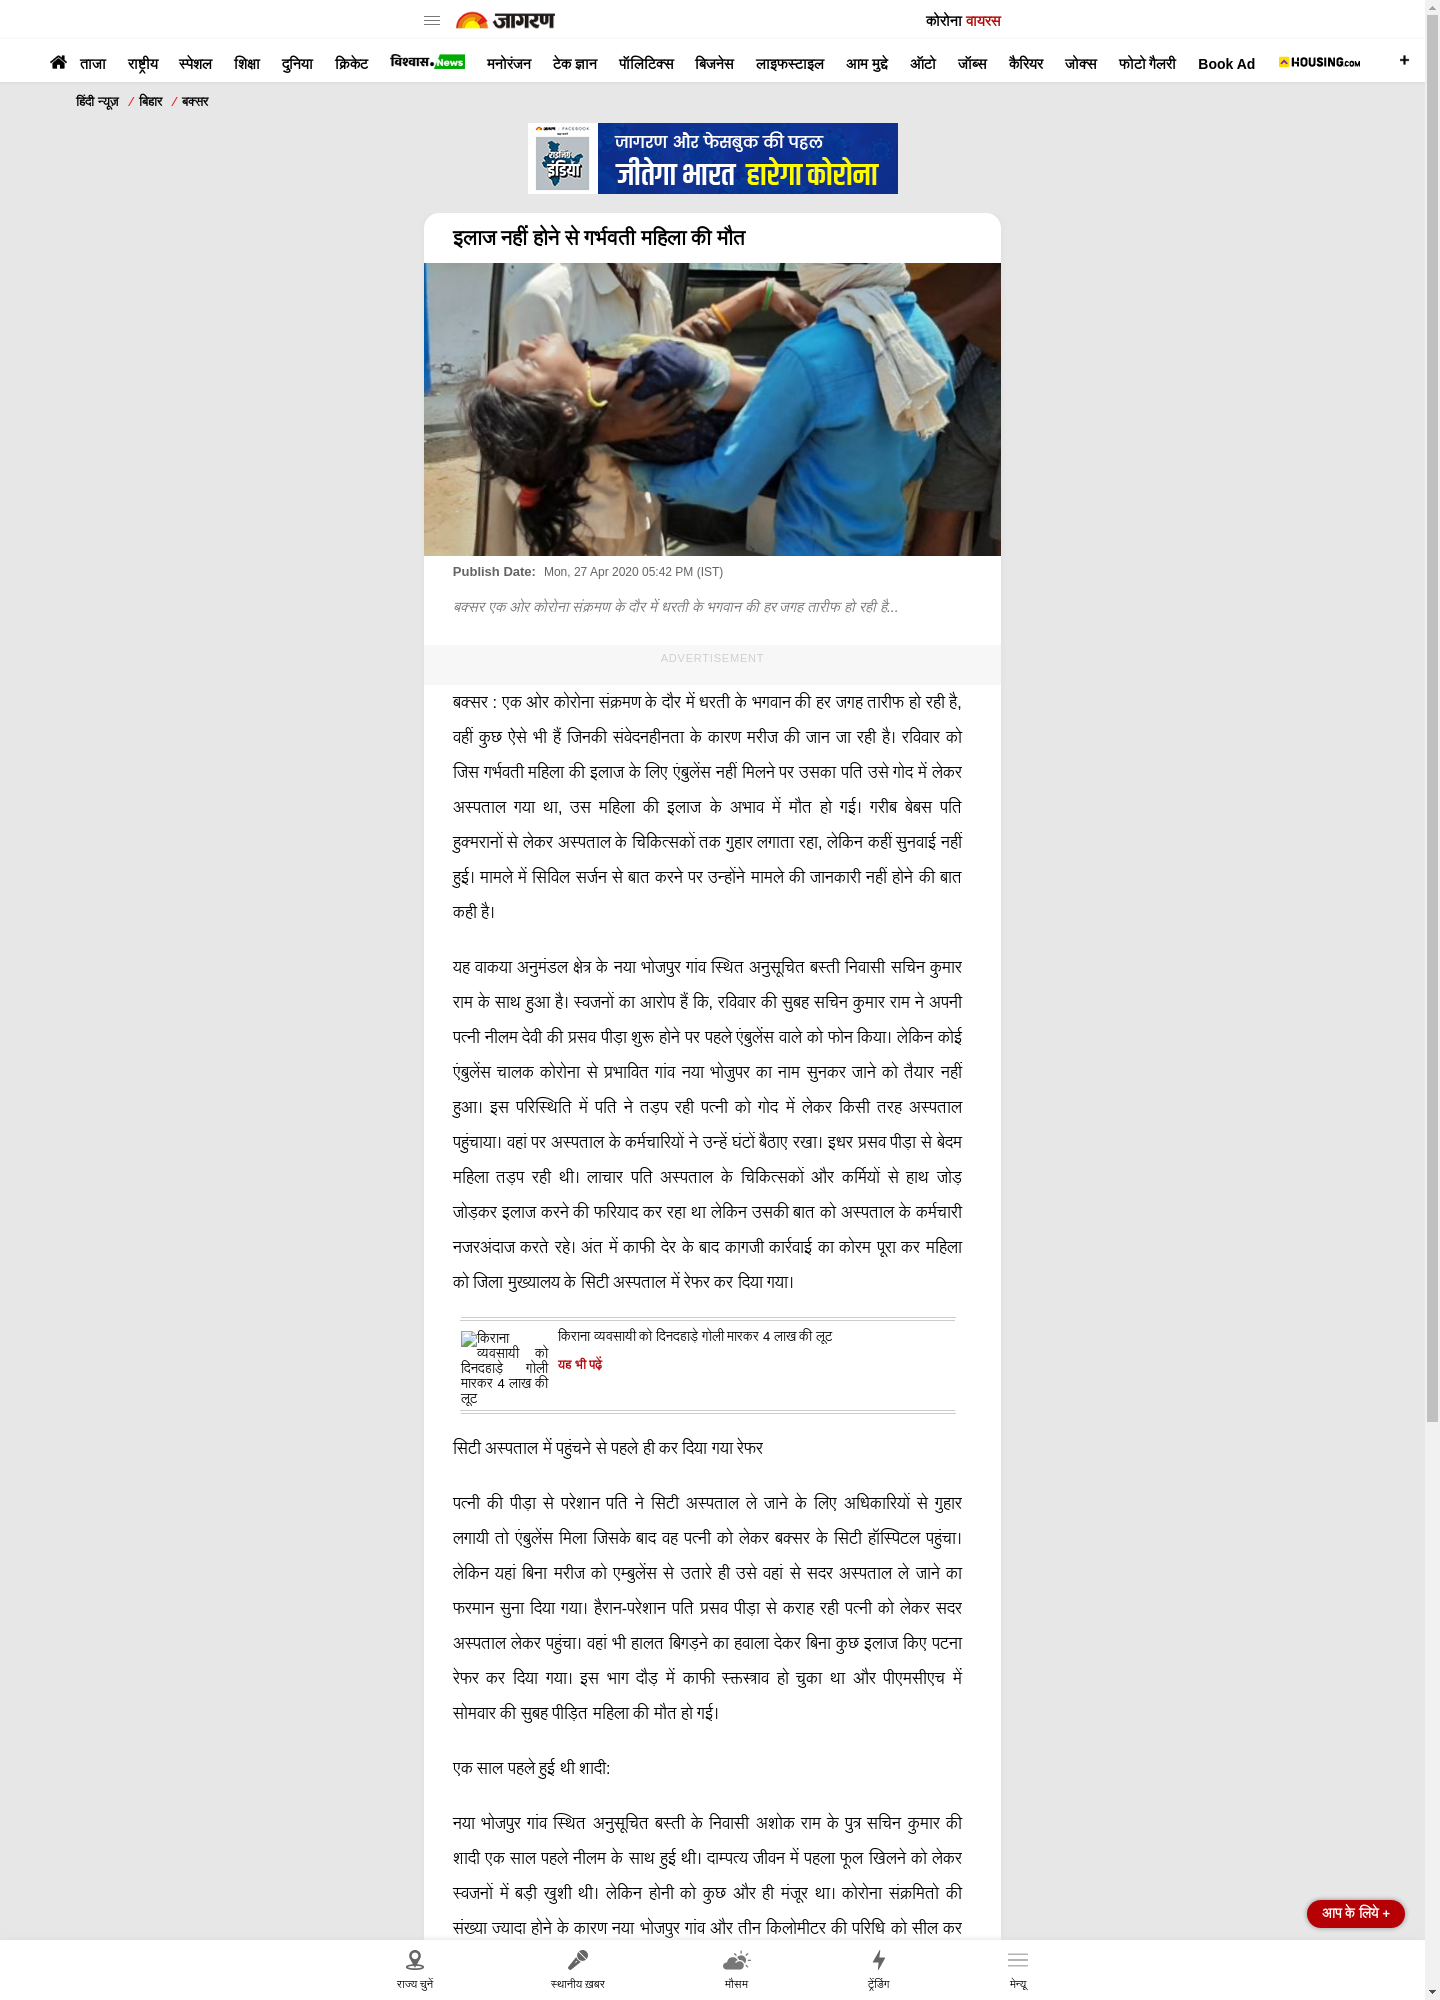 जागरण
कोरोना वायरस
ताजा राष्ट्रीय स्पेशल शिक्षा दुनिया क्रिकेट विश्वास.News मनोरंजन टेक ज्ञान पॉलिटिक्स बिजनेस लाइफस्टाइल आम मुद्दे ऑटो जॉब्स कैरियर जोक्स फोटो गैलरी Book Ad HOUSING.COM +
हिंदी न्यूज़ / बिहार / बक्सर
जागरण और फेसबुक की पहल
इंडिया
जीतेगा भारत हारेगा कोरोना
इलाज नहीं होने से गर्भवती महिला की मौत
Publish Date: Mon, 27 Apr 2020 05:42 PM (IST)
बक्सर एक ओर कोरोना संक्रमण के दौर में धरती के भगवान की हर जगह तारीफ हो रही है...
ADVERTISEMENT
बक्सर : एक ओर कोरोना संक्रमण के दौर में धरती के भगवान की हर जगह तारीफ हो रही है,
वहीं कुछ ऐसे भी हैं जिनकी संवेदनहीनता के कारण मरीज की जान जा रही है। रविवार को
जिस गर्भवती महिला की इलाज के लिए एंबुलेंस नहीं मिलने पर उसका पति उसे गोद में लेकर
अस्पताल गया था, उस महिला की इलाज के अभाव में मौत हो गई। गरीब बेबस पति
हुक्मरानों से लेकर अस्पताल के चिकित्सकों तक गुहार लगाता रहा, लेकिन कहीं सुनवाई नहीं
हुई। मामले में सिविल सर्जन से बात करने पर उन्होंने मामले की जानकारी नहीं होने की बात
कही है।
यह वाकया अनुमंडल क्षेत्र के नया भोजपुर गांव स्थित अनुसूचित बस्ती निवासी सचिन कुमार
राम के साथ हुआ है। स्वजनों का आरोप हैं कि, रविवार की सुबह सचिन कुमार राम ने अपनी
पत्नी नीलम देवी की प्रसव पीड़ा शुरू होने पर पहले एंबुलेंस वाले को फोन किया। लेकिन कोई
एंबुलेंस चालक कोरोना से प्रभावित गांव नया भोजुपर का नाम सुनकर जाने को तैयार नहीं
हुआ। इस परिस्थिति में पति ने तड़प रही पत्नी को गोद में लेकर किसी तरह अस्पताल
पहुंचाया। वहां पर अस्पताल के कर्मचारियों ने उन्हें घंटों बैठाए रखा। इधर प्रसव पीड़ा से बेदम
महिला तड़प रही थी। लाचार पति अस्पताल के चिकित्सकों और कर्मियों से हाथ जोड़
जोड़कर इलाज करने की फरियाद कर रहा था लेकिन उसकी बात को अस्पताल के कर्मचारी
नजरअंदाज करते रहे। अंत में काफी देर के बाद कागजी कार्रवाई का कोरम पूरा कर महिला
को जिला मुख्यालय के सिटी अस्पताल में रेफर कर दिया गया।
किराना
व्यवसायी को
दिनदहाड़े गोली
मारकर 4 लाख की
लूट
किराना व्यवसायी को दिनदहाड़े गोली मारकर 4 लाख की लूट
यह भी पढ़ें
सिटी अस्पताल में पहुंचने से पहले ही कर दिया गया रेफर
पत्नी की पीड़ा से परेशान पति ने सिटी अस्पताल ले जाने के लिए अधिकारियों से गुहार
लगायी तो एंबुलेंस मिला जिसके बाद वह पत्नी को लेकर बक्सर के सिटी हॉस्पिटल पहुंचा।
लेकिन यहां बिना मरीज को एम्बुलेंस से उतारे ही उसे वहां से सदर अस्पताल ले जाने का
फरमान सुना दिया गया। हैरान-परेशान पति प्रसव पीड़ा से कराह रही पत्नी को लेकर सदर
अस्पताल लेकर पहुंचा। वहां भी हालत बिगड़ने का हवाला देकर बिना कुछ इलाज किए पटना
रेफर कर दिया गया। इस भाग दौड़ में काफी स्क्तस्त्राव हो चुका था और पीएमसीएच में
सोमवार की सुबह पीड़ित महिला की मौत हो गई।
एक साल पहले हुई थी शादी:
नया भोजपुर गांव स्थित अनुसूचित बस्ती के निवासी अशोक राम के पुत्र सचिन कुमार की
शादी एक साल पहले नीलम के साथ हुई थी। दाम्पत्य जीवन में पहला फूल खिलने को लेकर
स्वजनों में बड़ी खुशी थी। लेकिन होनी को कुछ और ही मंजूर था। कोरोना संक्रमितो की
संख्या ज्यादा होने के कारण नया भोजपुर गांव और तीन किलोमीटर की परिधि को सील कर
आप के लिये +
राज्य चुनें स्थानीय ख़बर मौसम ट्रेंडिंग मेन्यू